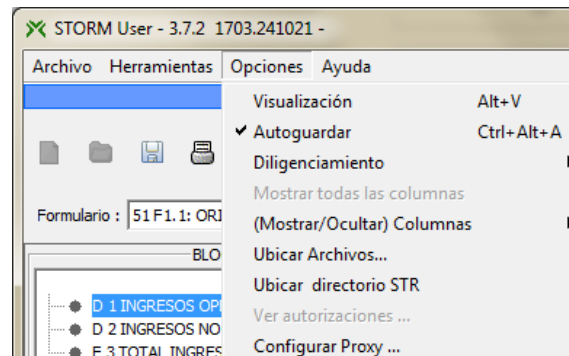 STORM User - 3.7.2 1703.241021 -
Archivo Herramientas Opciones Ayuda
Visualización Alt+V
Autoguardar Ctrl+Alt+A
Diligenciamiento
Mostrar todas las columnas
(Mostrar/Ocultar) Columnas
Ubicar Archivos...
Ubicar directorio STR
Ver autorizaciones ...
Configurar Proxy ...
Formulario : 51 F1.1: ORI
BLO
D 1 INGRESOS OP
D 2 INGRESOS NO
F 3 TOTAL INGRES